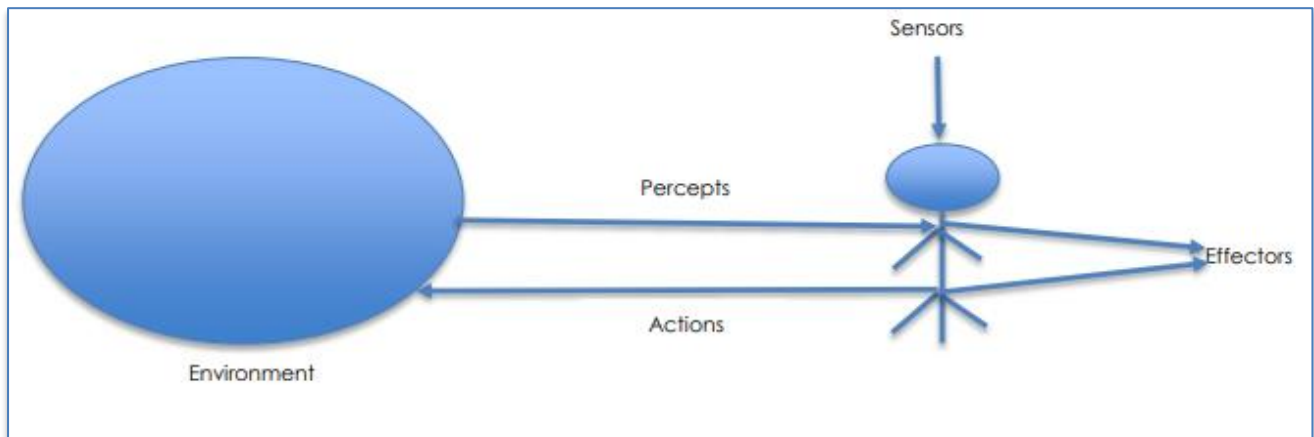 Sensors
Percepts
Effectors
Actions
Environment